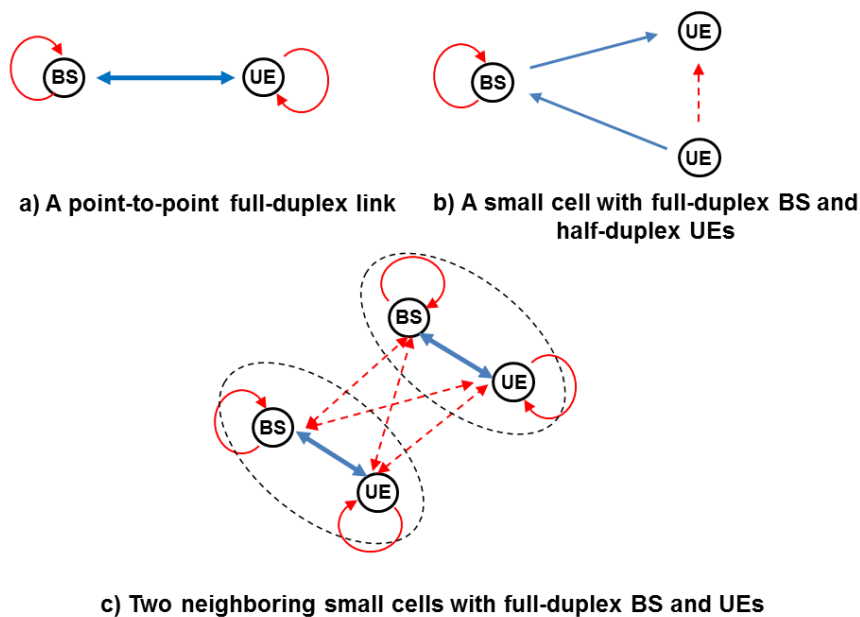 BS
UE
a) A point-to-point full-duplex link
UE
BS
UE
b) A small cell with full-duplex BS and
half-duplex UEs
BS
UE
BS
UE
c) Two neighboring small cells with full-duplex BS and UEs